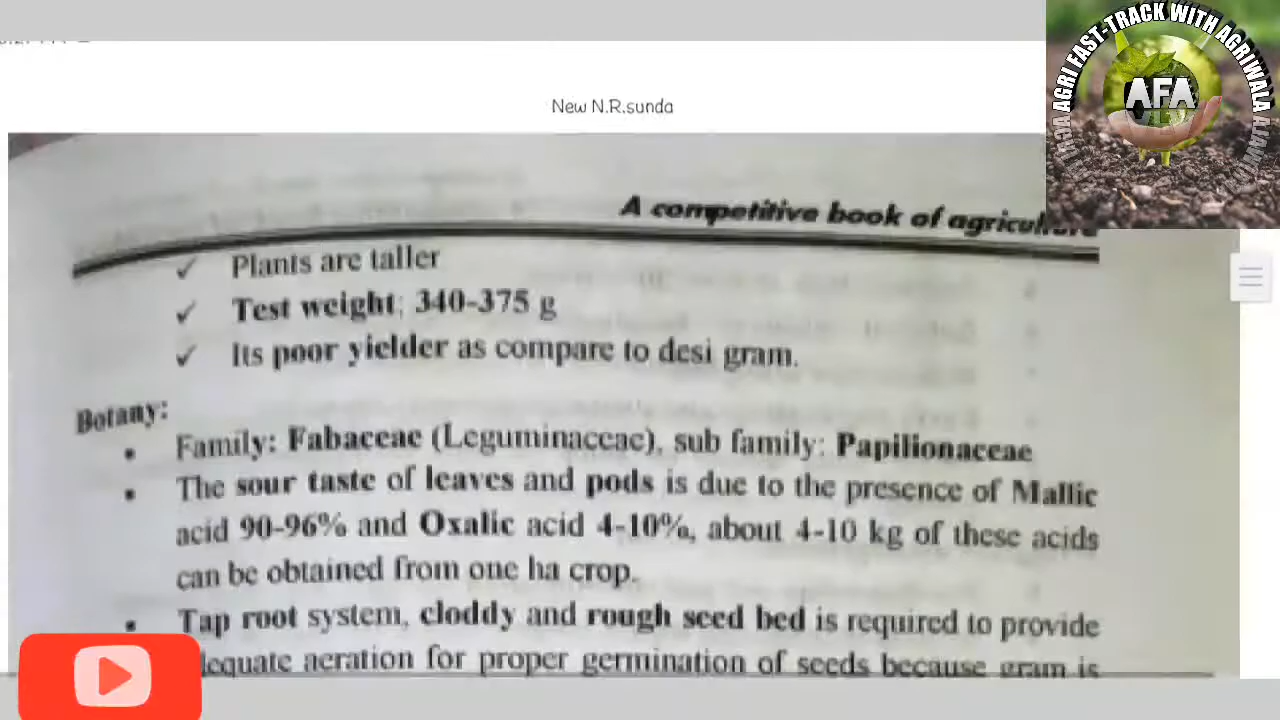 New N.R.sunda
AGRI FAST-TRACK WITH AGRIWALA
AFA
A competitive book of
✓ Plants are taller
✓ Test weight; 340-375 g
✓ Its poor yielder as compare to desi gram.
Botany:
• Family: Fabaceae (Leguminaceae), sub family: Papilionaceae
• The sour taste of leaves and pods is due to the presence of Mallic
acid 90-96% and Oxalic acid 4-10%, about 4-10 kg of these acids
can be obtained from one ha crop.
• Tap root system, cloddy and rough seed bed is required to provide
aeration for proper germination of seeds because gram is